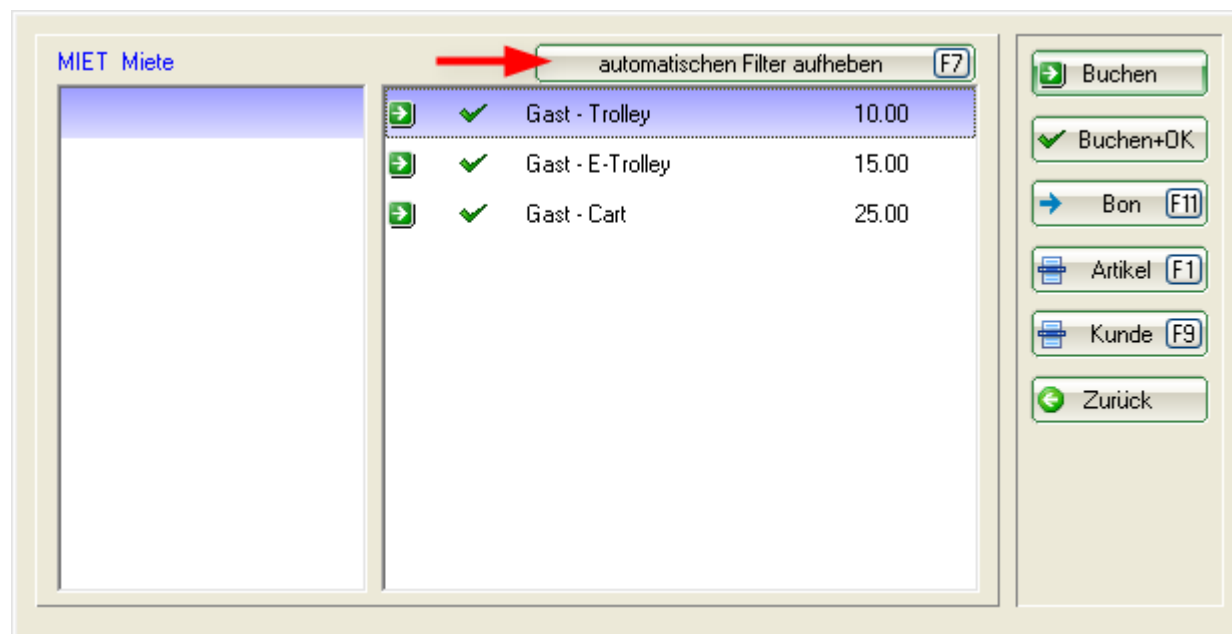 MIET Miete
automatischen Filter aufheben F7
Gast - Trolley 10.00
Gast - E-Trolley 15.00
Gast - Cart 25.00
Buchen
Buchen+OK
Bon F11
Artikel F1
Kunde F9
Zurück